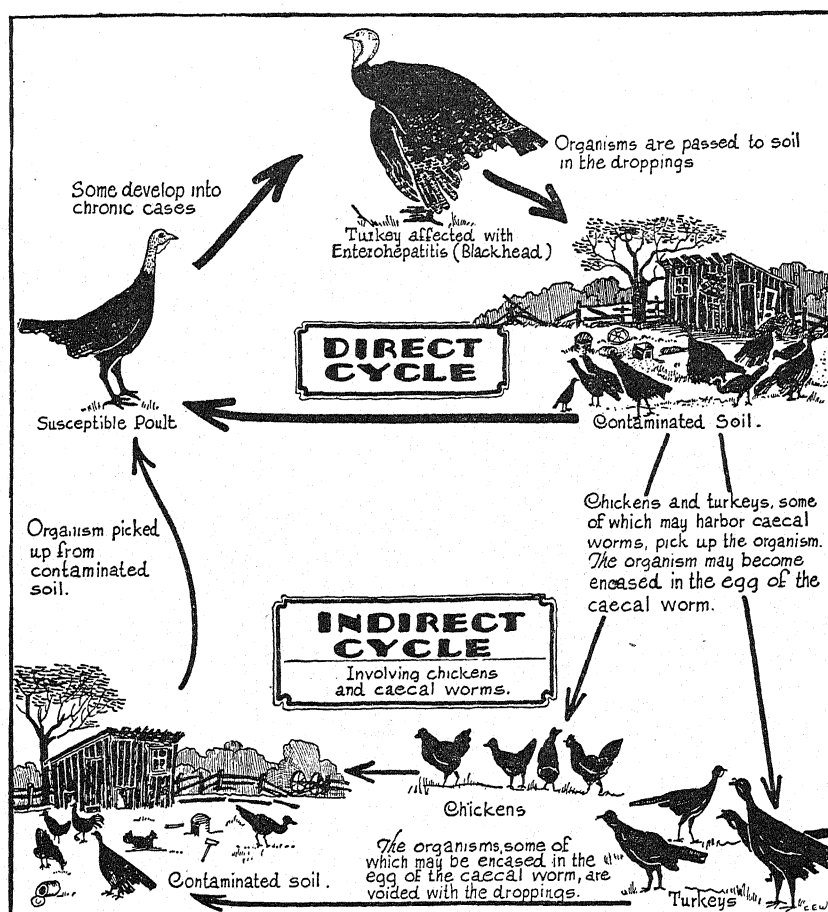 Organisms are passed to soil
in the droppings
Some develop into
chronic cases
Turkey affected with
Enterohepatitis (Blackhead)
DIRECT
CYCLE
Susceptible Poult
Contaminated Soil.
Chickens and turkeys, some
of which may harbor caecal
worms, pick up the organism.
The organism may become
encased in the egg of the
caecal worm.
Organism picked
up from
contaminated
soil.
INDIRECT
CYCLE
Involving chickens
and caecal worms.
Chickens
The organisms, some of
which may be encased in the
egg of the caecal worm, are
voided with the droppings.
Contaminated soil.
Turkeys
C.E.W.